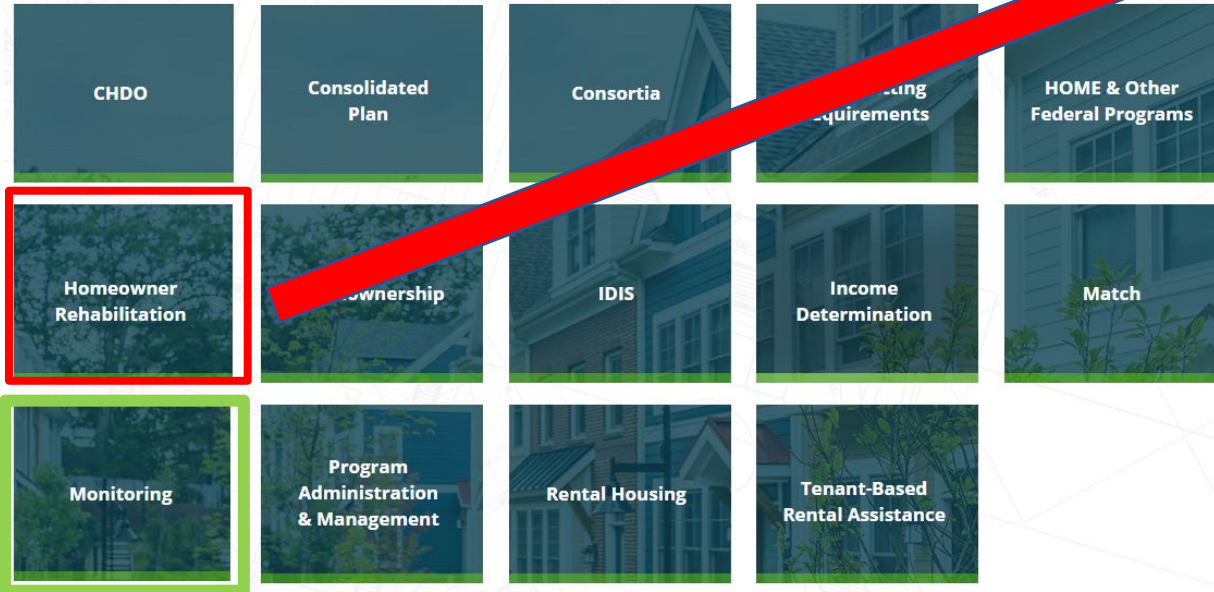 CHDO
Consolidated
Plan
Consortia
HOME & Other
Federal Programs
Homeowner
Rehabilitation
IDIS
Income
Determination
Match
Monitoring
Program
Administration
& Management
Rental Housing
Tenant-Based
Rental Assistance